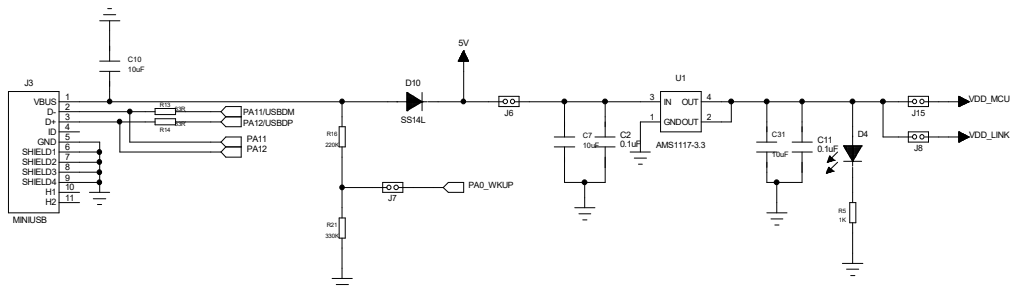 5V
C10
10uF
J3
D10
SS14L
U1
VBUS 1
D- 2
D+ 3
ID 4
GND 5
SHIELD1 6
SHIELD2 7
SHIELD3 8
SHIELD4 9
H1 10
H2 11
MINIUSB
R13 33R
R14 33R
PA11/USBDM
PA12/USBDP
PA11
PA12
R16
220K
J7
PA0_WKUP
R21
330K
J6
C7
10uF
C2
0.1uF
3 IN OUT 4
1 GNDOUT 2
AMS1117-3.3
C31
10uF
C11
0.1uF
D4
R5
1K
J15
VDD_MCU
J8
VDD_LINK